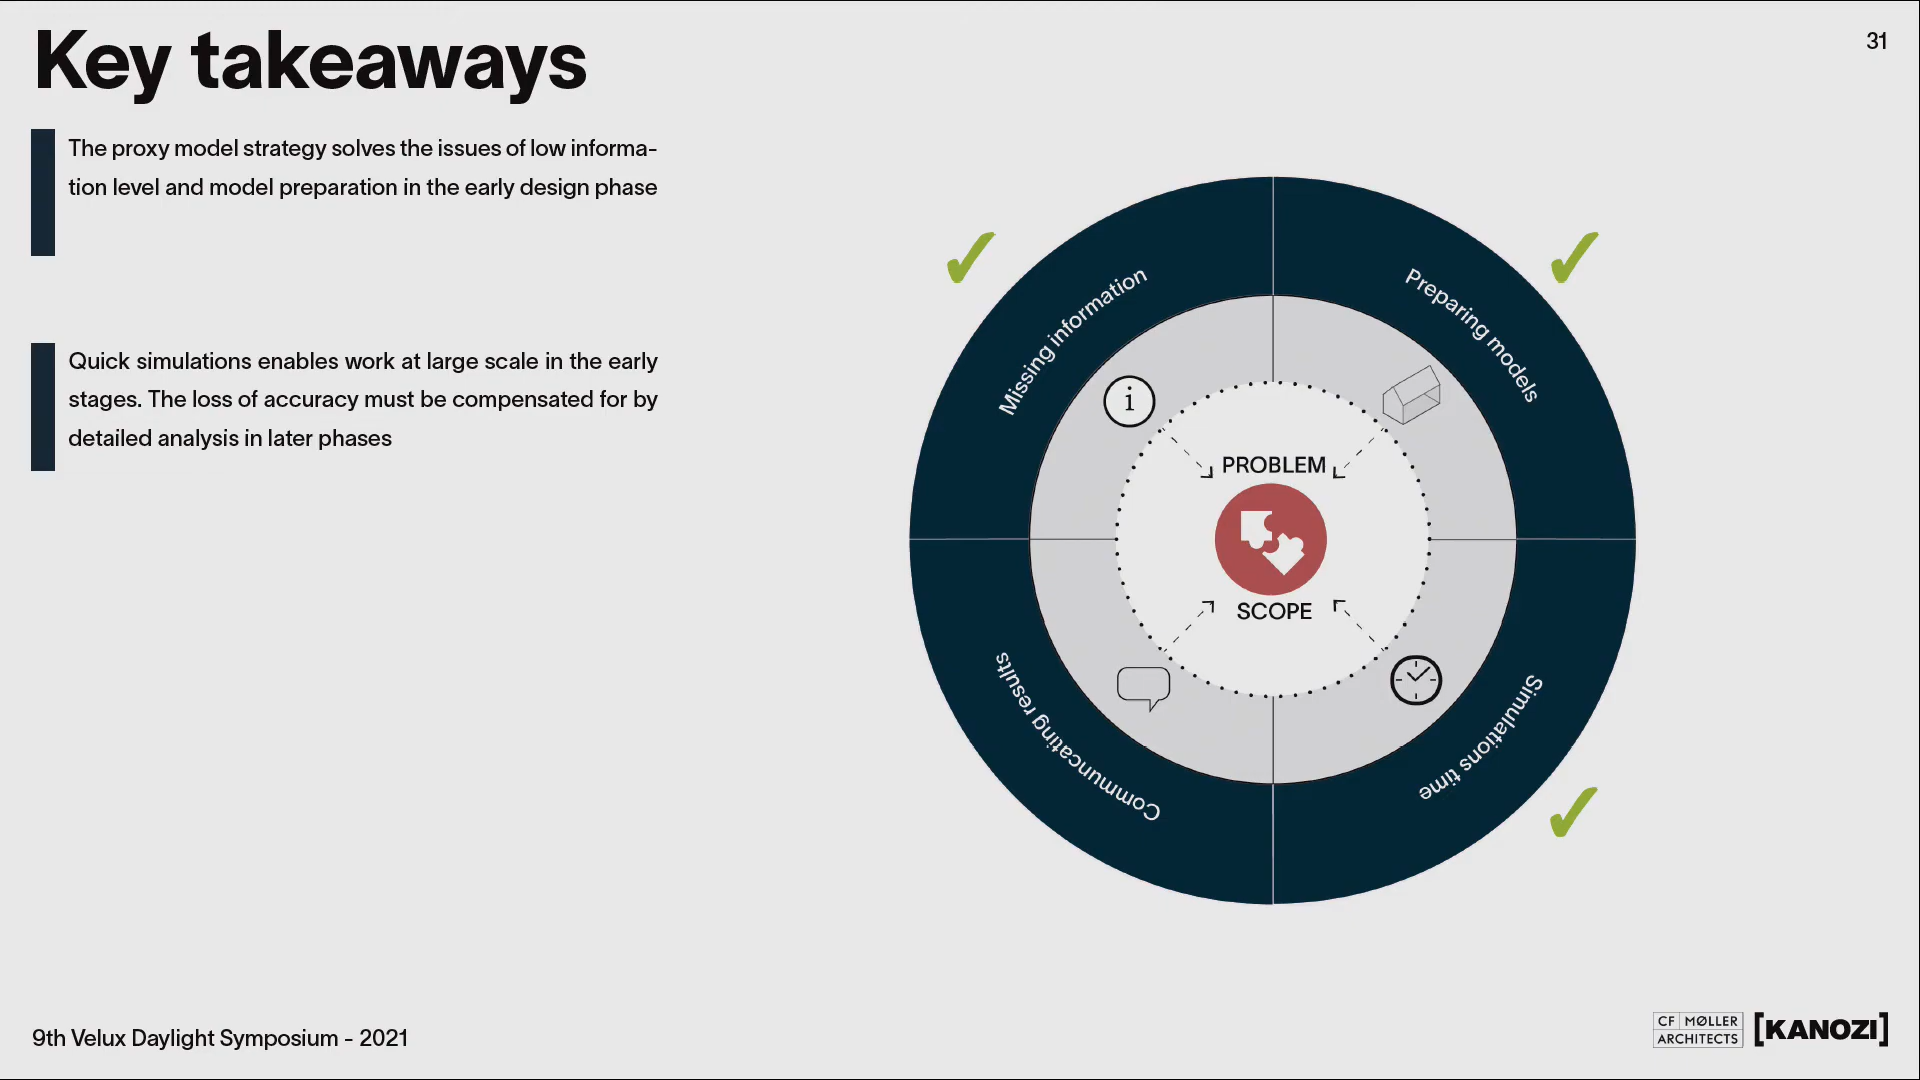 Key takeaways
31
The proxy model strategy solves the issues of low informa-
tion level and model preparation in the early design phase
Quick simulations enables work at large scale in the early
stages. The loss of accuracy must be compensated for by
detailed analysis in later phases
Missing information
Preparing models
i
PROBLEM
SCOPE
Communcating results
Simulations time
9th Velux Daylight Symposium - 2021
CF MØLLER
ARCHITECTS
[KANOZI]